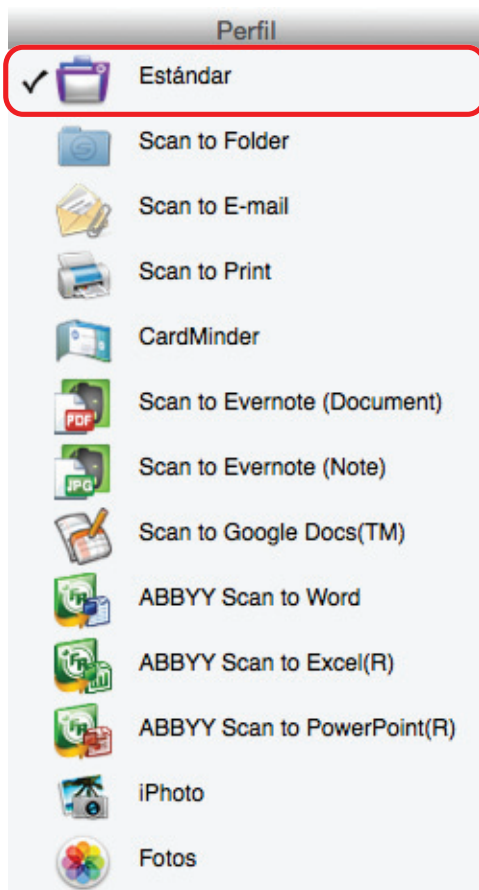 Perfil
Estándar
Scan to Folder
Scan to E-mail
Scan to Print
CardMinder
Scan to Evernote (Document)
PDF
Scan to Evernote (Note)
JPG
Scan to Google Docs(TM)
ABBYY Scan to Word
ABBYY Scan to Excel(R)
ABBYY Scan to PowerPoint(R)
iPhoto
Fotos